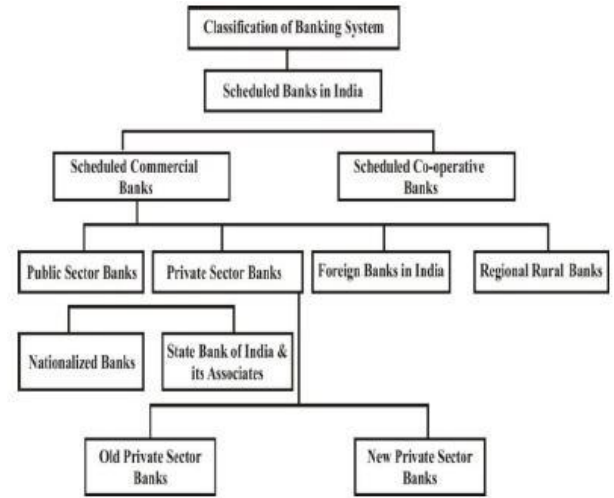 Classification of Banking System
Scheduled Banks in India
Scheduled Commercial
Banks
Scheduled Co-operative
Banks
Public Sector Banks
Private Sector Banks
Foreign Banks in India
Regional Rural Banks
Nationalized Banks
State Bank of India &
its Associates
Old Private Sector
Banks
New Private Sector
Banks